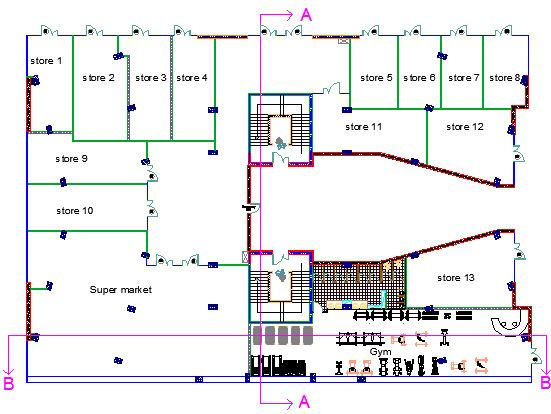 A
store 1
store 2
store 3
store 4
store 5
store 6
store 7
store 8
store 11
store 12
store 9
store 10
store 13
Super market
Gym
B
B
A